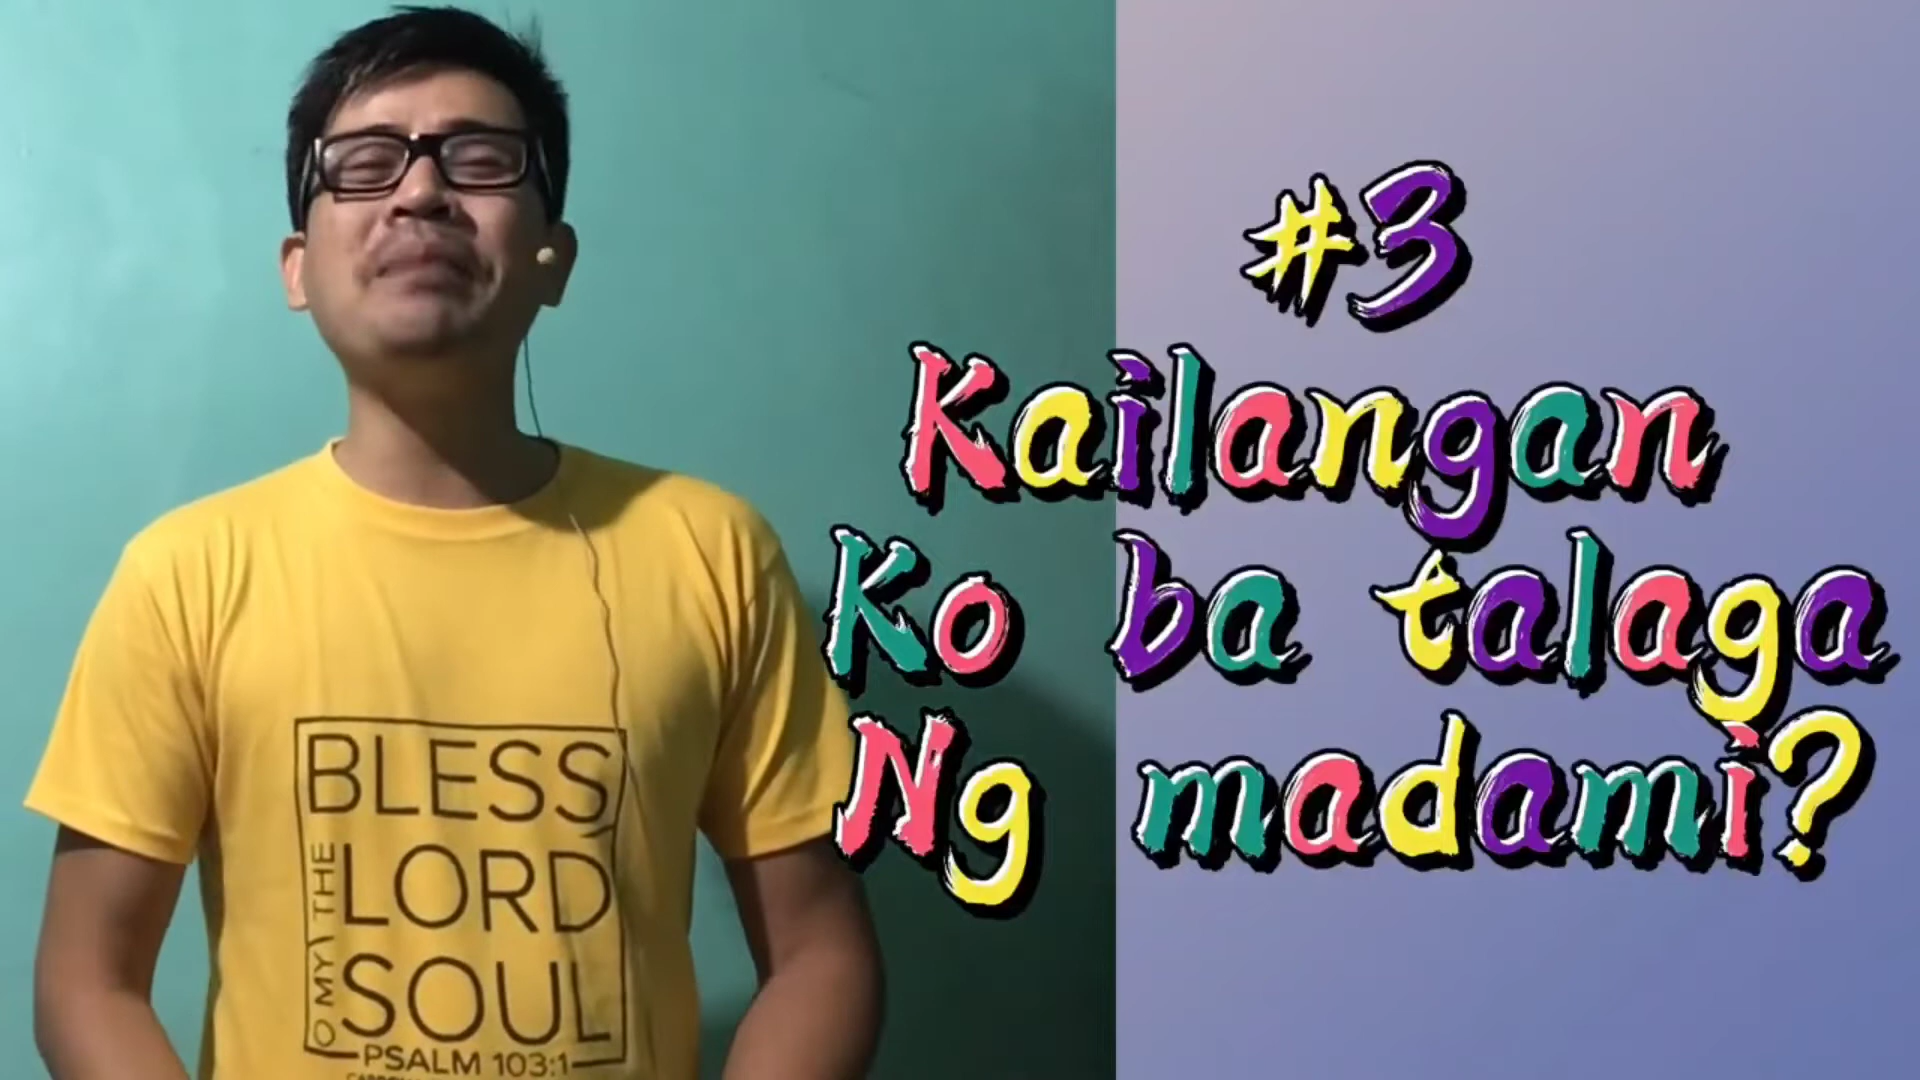 #3
Kailangan
Ko ba talaga
Ng madami?
BLESS
THE LORD
O MY SOUL
PSALM 103:1